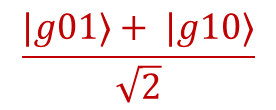 |g01⟩ + |g10⟩
√2